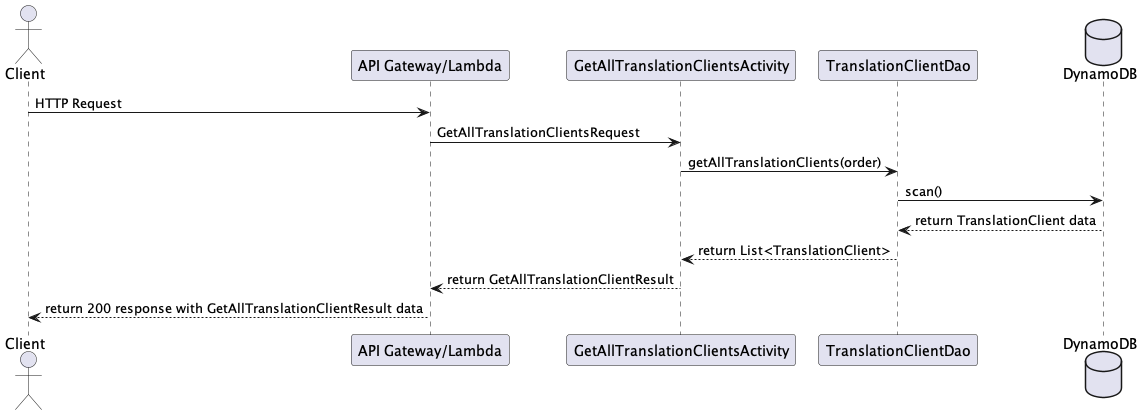 Client
API Gateway/Lambda
GetAllTranslationClientsActivity
TranslationClientDao
DynamoDB
HTTP Request
GetAllTranslationClientsRequest
getAllTranslationClients(order)
scan()
return TranslationClient data
return List<TranslationClient>
return GetAllTranslationClientResult
return 200 response with GetAllTranslationClientResult data
Client
API Gateway/Lambda
GetAllTranslationClientsActivity
TranslationClientDao
DynamoDB